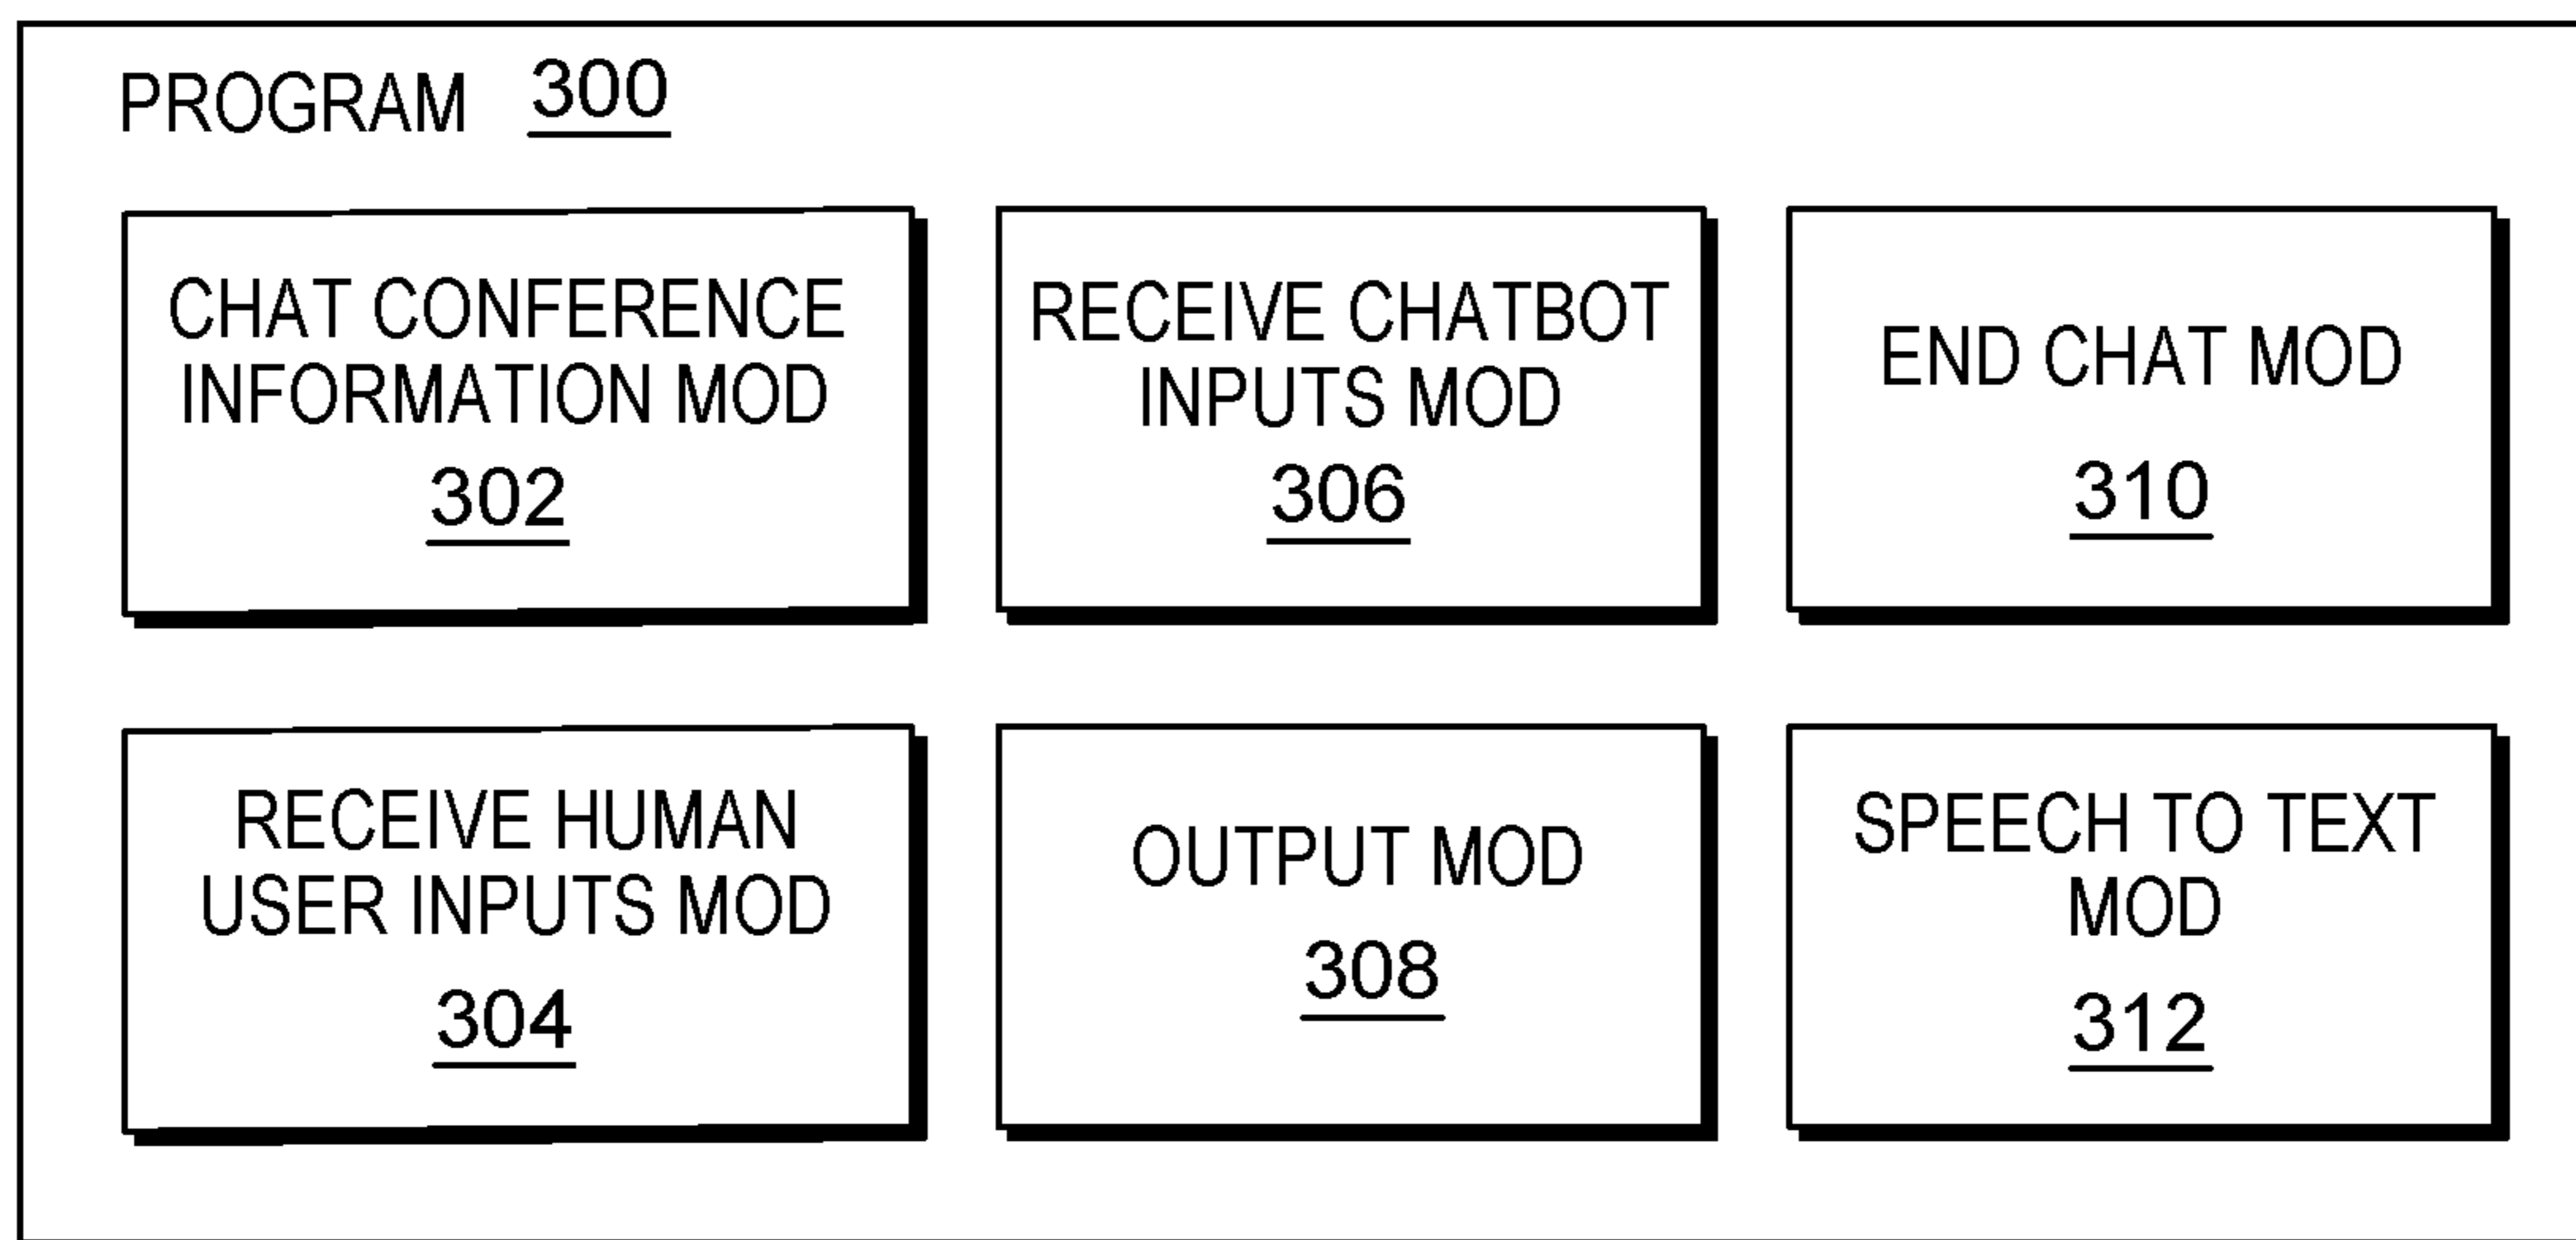 PROGRAM 300
CHAT CONFERENCE
INFORMATION MOD
302
RECEIVE CHATBOT
INPUTS MOD
306
END CHAT MOD
310
RECEIVE HUMAN
USER INPUTS MOD
304
OUTPUT MOD
308
SPEECH TO TEXT
MOD
312